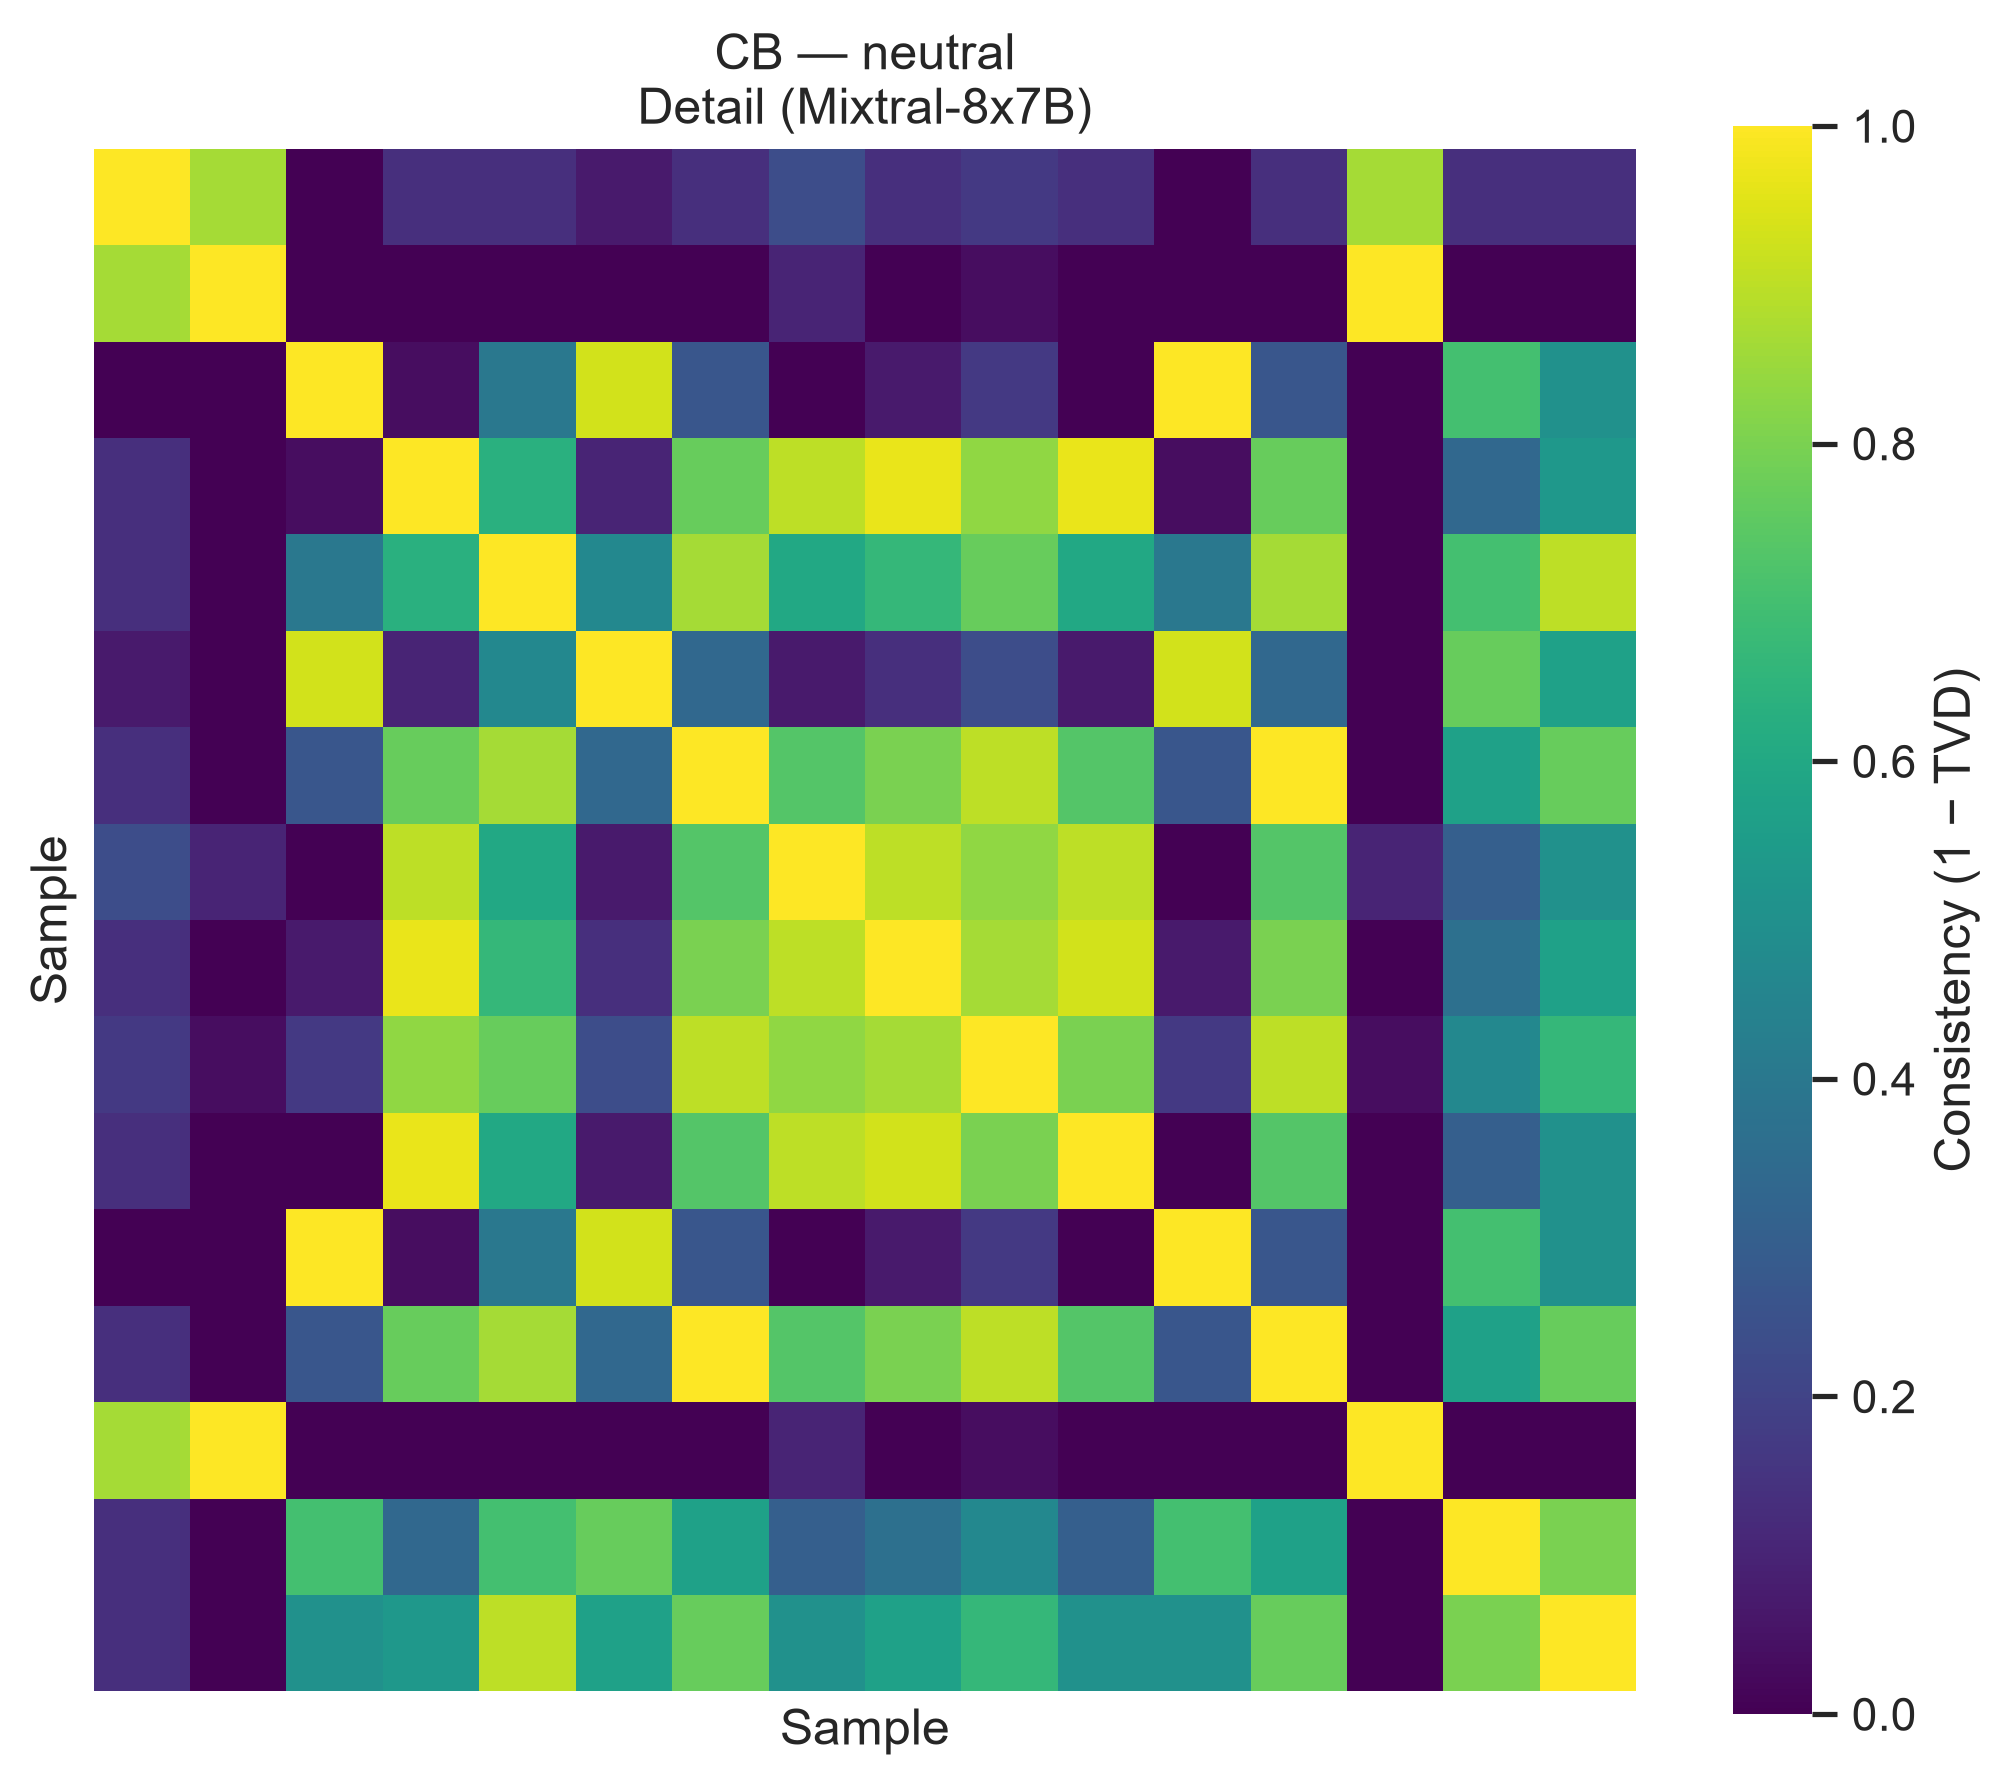 CB — neutral
Detail (Mixtral-8x7B)
Sample
Sample
1.0
0.8
0.6
0.4
0.2
0.0
Consistency (1 − TVD)